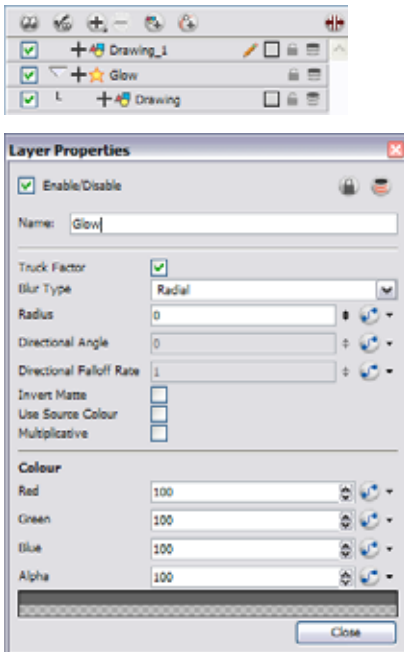 Drawing_1
Glow
Drawing
Layer Properties
Enable/Disable
Name: Glow
Truck Factor
Blur Type Radial
Radius 0
Directional Angle 0
Directional Falloff Rate 1
Invert Matte
Use Source Colour
Multiplicative
Colour
Red 100
Green 100
Blue 100
Alpha 100
Close